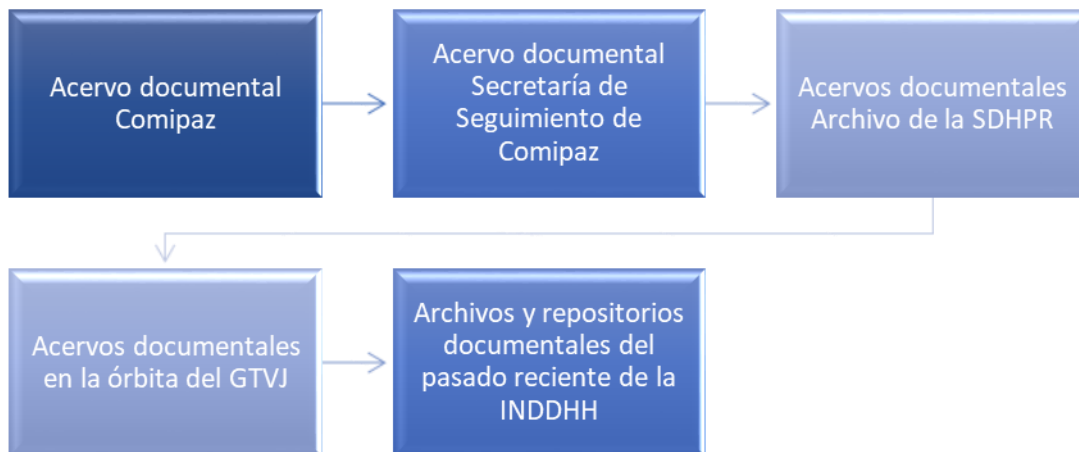 Acervo documental
Comipaz
Acervo documental
Secretaría de
Seguimiento de
Comipaz
Acervos documentales
Archivo de la SDHPR
Acervos documentales
en la órbita del GTVJ
Archivos y repositorios
documentales del
pasado reciente de la
INDDHH